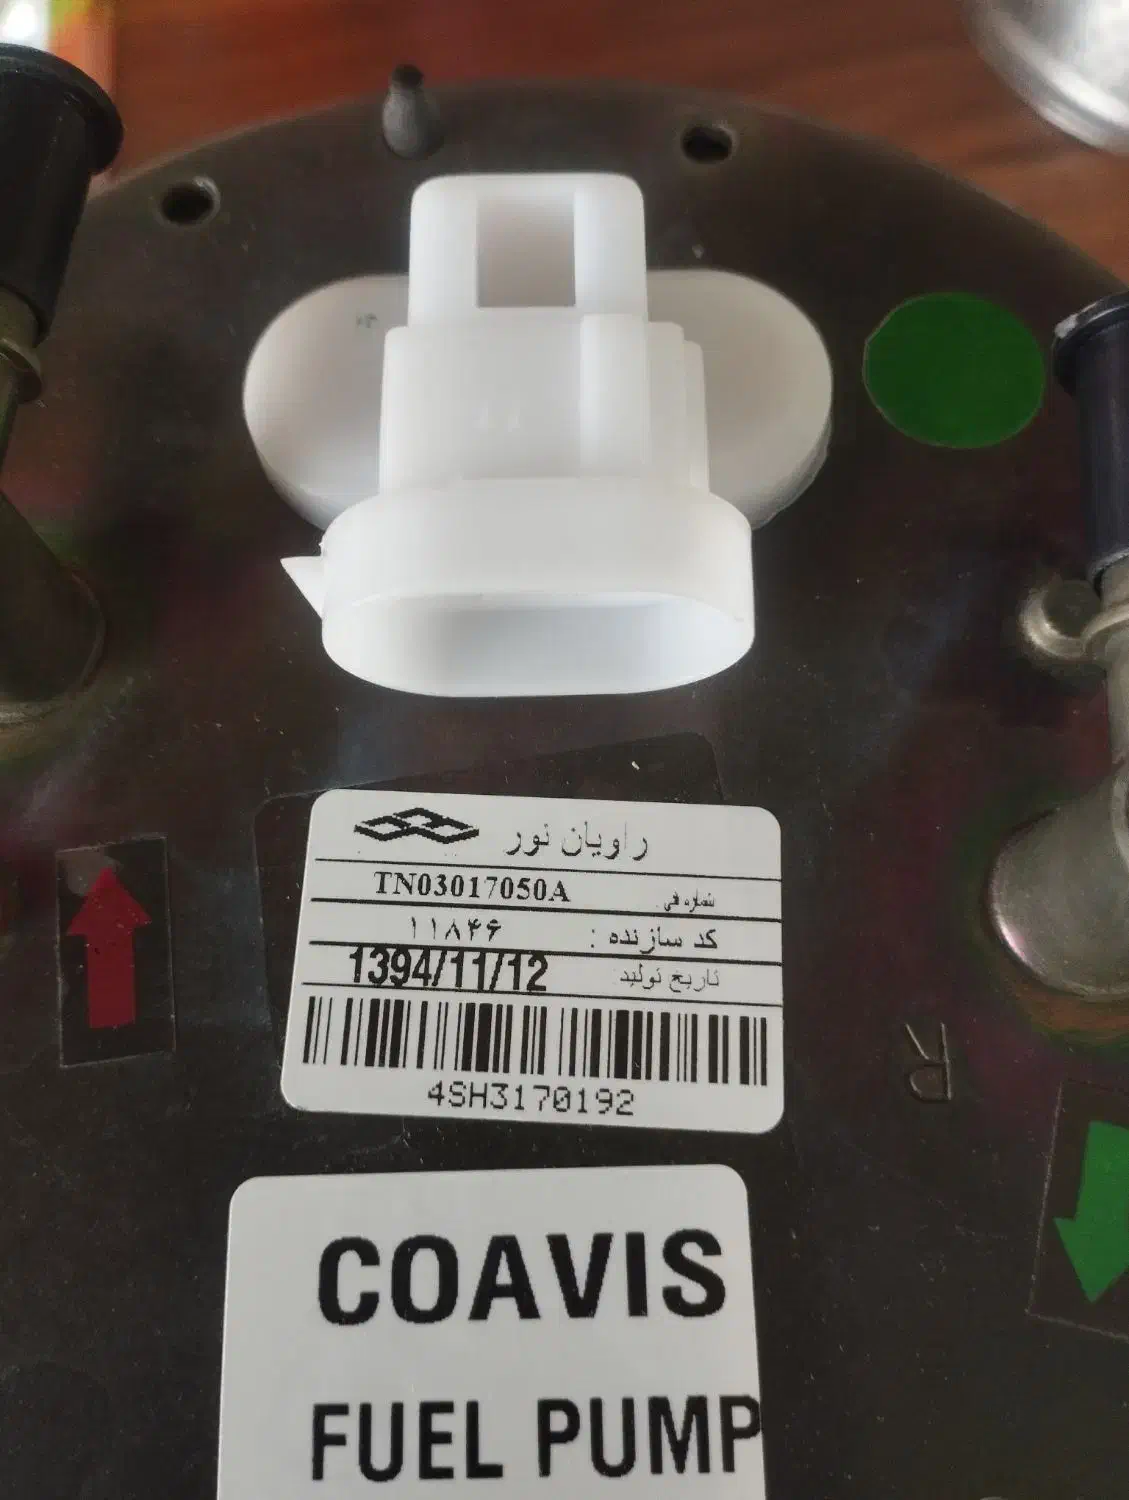 راویان نور
شماره فنی TN03017050A
کد سازنده : ۱۱۸۴۶
تاریخ تولید 1394/11/12
4SH3170192
R
COAVIS
FUEL PUMP